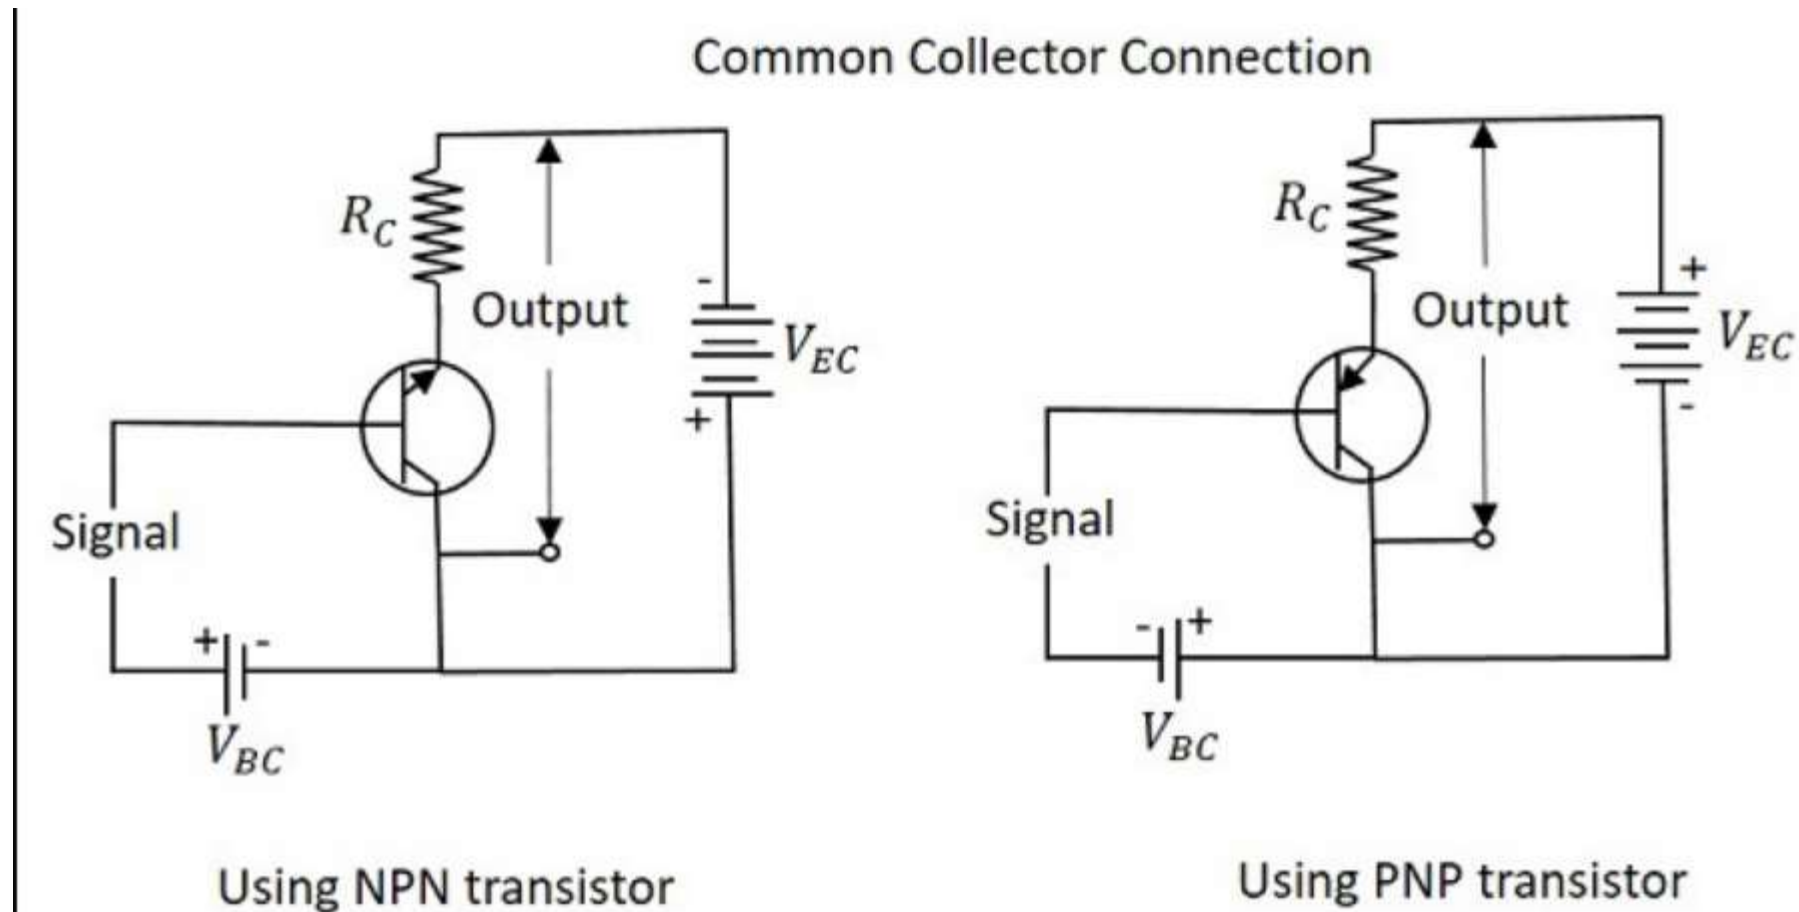 Common Collector Connection
R_C
Output
-
V_EC
+
Signal
+ -
V_BC
Using NPN transistor
R_C
Output
+
V_EC
-
Signal
- +
V_BC
Using PNP transistor